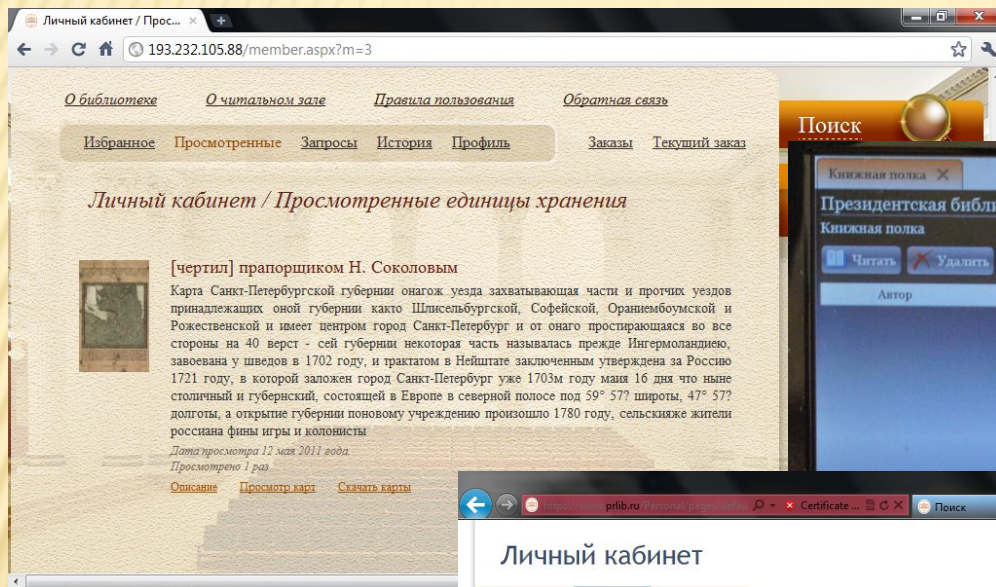 Личный кабинет / Прос...
193.232.105.88/member.aspx?m=3
О библиотеке О читальном зале Правила пользования Обратная связь
Избранное Просмотренные Запросы История Профиль Заказы Текущий заказ
Поиск
Личный кабинет / Просмотренные единицы хранения
[чертил] прапорщиком Н. Соколовым
Карта Санкт-Петербургской губернии онагож уезда захватывающая части и протчих уездов
принадлежащих оной губернии както Шлисельбургской, Софейской, Ораниембоумской и
Рожественской и имеет центром город Санкт-Петербург и от онаго простирающаяся во все
стороны на 40 верст - сей губернии некоторая часть называлась прежде Ингермоландиею,
завоевана у шведов в 1702 году, и трактатом в Нейштате заключенным утверждена за Россию
1721 году, в которой заложен город Санкт-Петербург уже 1703м году маия 16 дня что ныне
столичный и губернский, состоящей в Европе в северной полосе под 59° 57? широты, 47° 57?
долготы, а открытие губернии поновому учреждению произошло 1780 году, сельскияже жители
россиана фины игры и колонисты
Дата просмотра 12 мая 2011 года.
Просмотрено 1 раз
Описание Просмотр карт Скачать карты
Книжная полка
Президентская библи
Книжная полка
Читать Удалить
Автор
prlib.ru Certificate ... Поиск
Личный кабинет